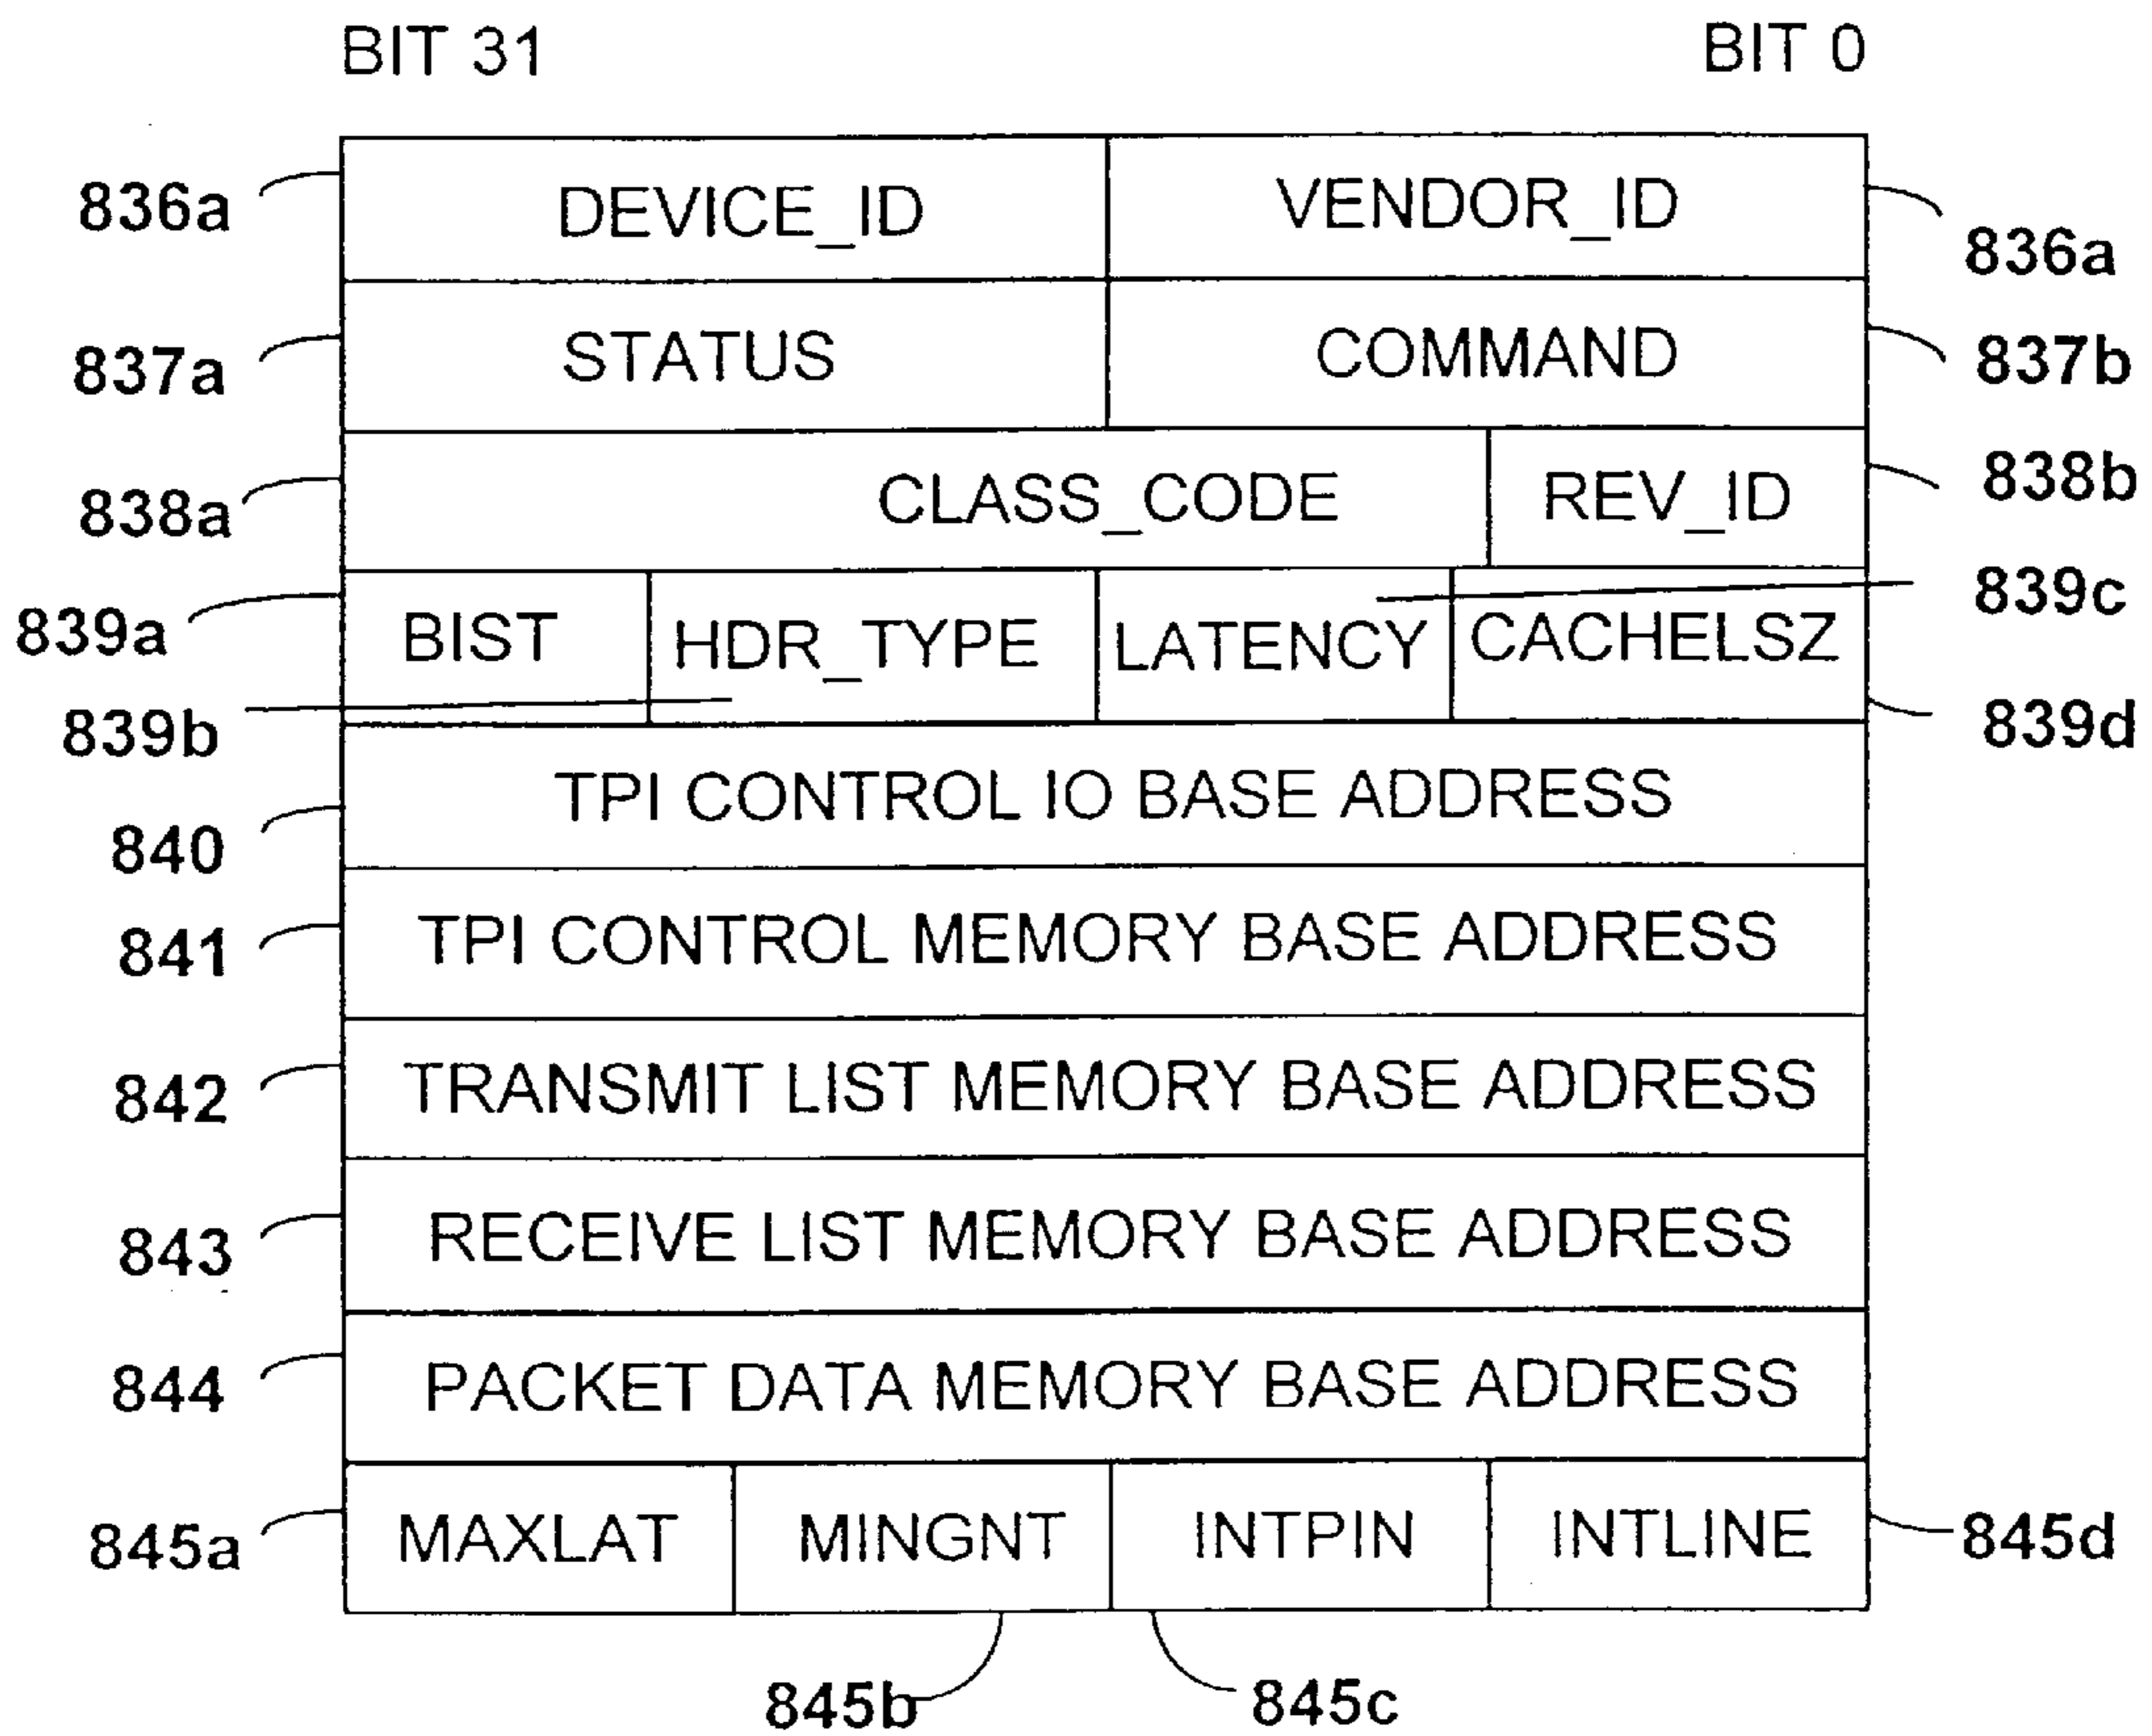 BIT 31 BIT 0
836a DEVICE_ID VENDOR_ID 836a
837a STATUS COMMAND 837b
838a CLASS_CODE REV_ID 838b
839a BIST HDR_TYPE LATENCY CACHELSZ 839c
839b 839d
TPI CONTROL IO BASE ADDRESS
840
841 TPI CONTROL MEMORY BASE ADDRESS
842 TRANSMIT LIST MEMORY BASE ADDRESS
843 RECEIVE LIST MEMORY BASE ADDRESS
844 PACKET DATA MEMORY BASE ADDRESS
845a MAXLAT MINGNT INTPIN INTLINE 845d
845b 845c